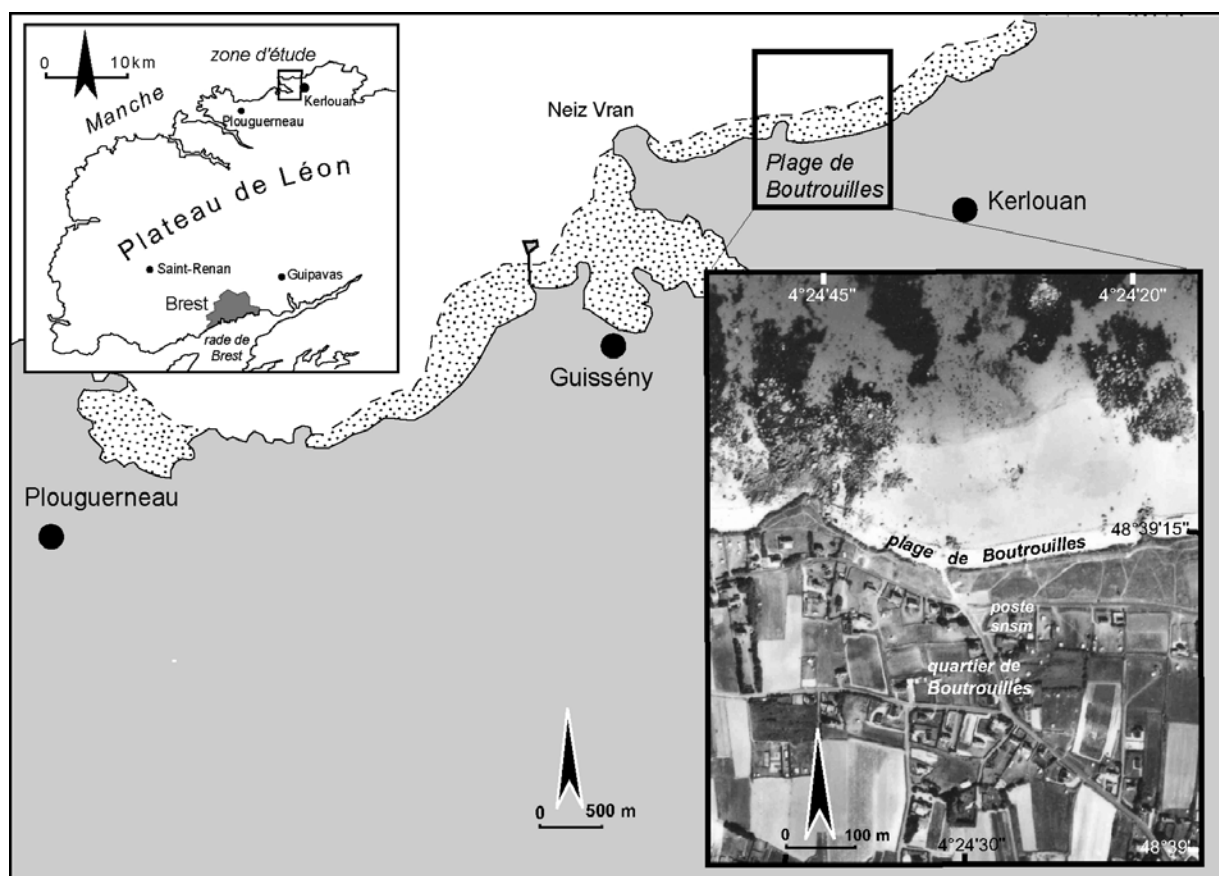 zone d'étude
0 10 km
Manche
Kerlouan
Plouguerneau
Plateau de Léon
Saint-Renan
Guipavas
Brest
rade de
Brest
Neiz Vran
Plage de
Boutrouilles
Kerlouan
Guissény
Plouguerneau
0 500 m
4°24'45" 4°24'20"
48°39'15"
plage de Boutrouilles
poste
snsm
quartier de
Boutrouilles
0 100 m
4°24'30"
48°39'